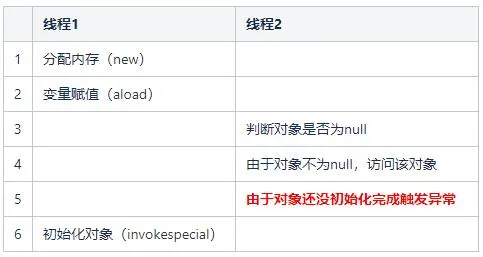 线程1 线程2
1 分配内存（new）
2 变量赋值（aload）
3 判断对象是否为null
4 由于对象不为null，访问该对象
5 由于对象还没初始化完成触发异常
6 初始化对象（invokespecial）